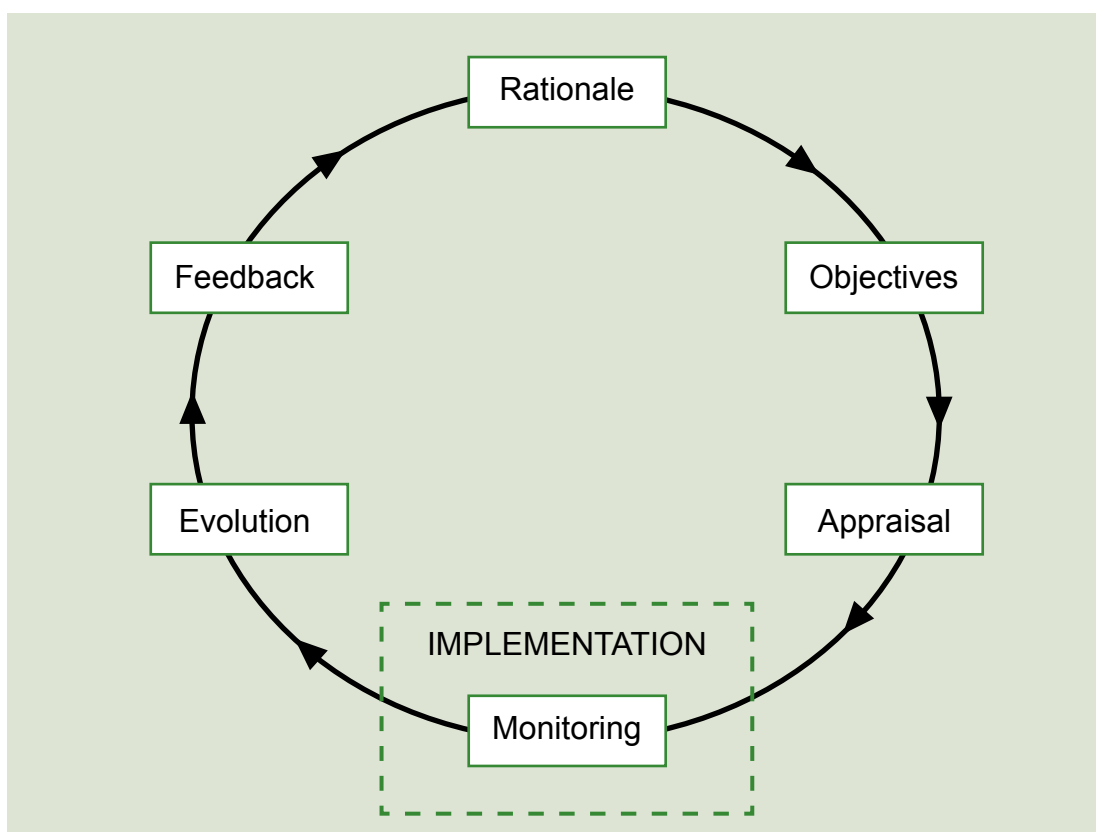 Rationale
Objectives
Appraisal
IMPLEMENTATION
Monitoring
Evolution
Feedback